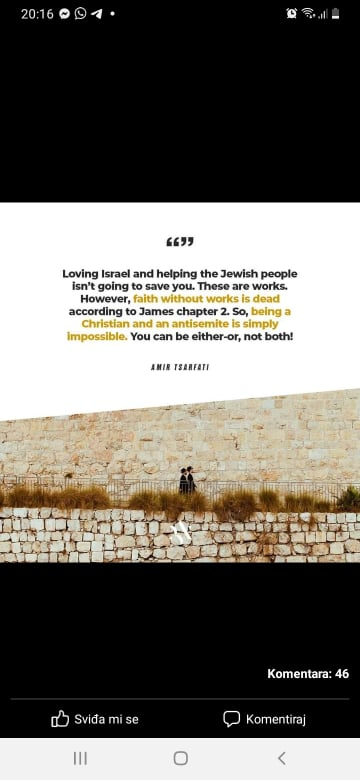 20:16
“”
Loving Israel and helping the Jewish people
isn't going to save you. These are works.
However, faith without works is dead
according to James chapter 2. So, being a
Christian and an antisemite is simply
impossible. You can be either-or, not both!
AMIR TSARFATI
Komentara: 46
Sviđa mi se
Komentiraj